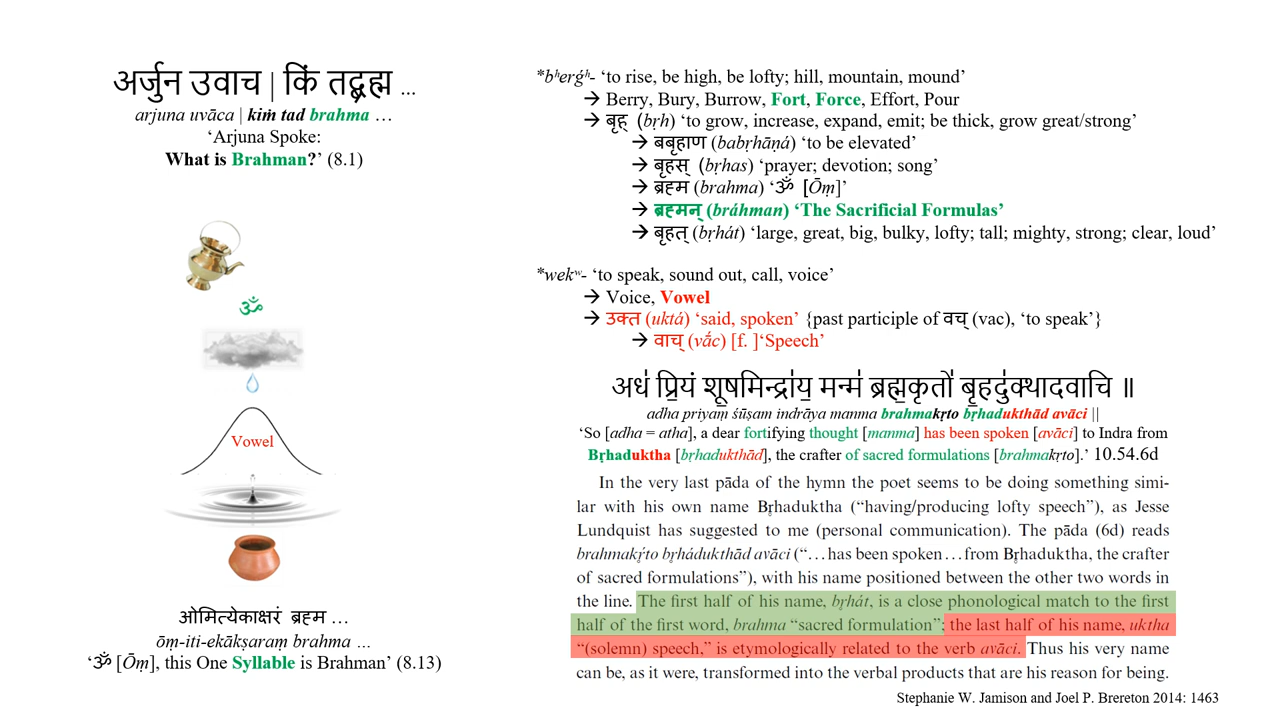 अर्जुन उवाच | किं तद्ब्रह्म ...
arjuna uvāca | kiṁ tad brahma …
‘Arjuna Spoke:
What is Brahman?’ (8.1)
ॐ
Vowel
ओमित्येकाक्षरं ब्रह्म …
ōṃ-iti-ekākṣaraṃ brahma …
‘ॐ [Ōṃ], this One Syllable is Brahman’ (8.13)
*bʰerǵʰ- ‘to rise, be high, be lofty; hill, mountain, mound’
→ Berry, Bury, Burrow, Fort, Force, Effort, Pour
→ बृह् (bṛh) ‘to grow, increase, expand, emit; be thick, grow great/strong’
→ बबृहाण (babṛhāṇá) ‘to be elevated’
→ बृहस् (bṛhas) ‘prayer; devotion; song’
→ ब्रह्म (brahma) ‘ॐ [Ōṃ]’
→ ब्रह्मन् (bráhman) ‘The Sacrificial Formulas’
→ बृहत् (bṛhát) ‘large, great, big, bulky, lofty; tall; mighty, strong; clear, loud’
*wekʷ- ‘to speak, sound out, call, voice’
→ Voice, Vowel
→ उक्त (uktá) ‘said, spoken’ {past participle of वच् (vac), ‘to speak’}
→ वाच् (vā́c) [f. ]‘Speech’
अध॑ प्रि॒यं शू॒षमिन्द्रा॑य॒ मन्म॑ ब्रह्म॒कृतो॑ बृ॒हदु॑क्थादवाचि ॥
adha priyaṃ śūṣam indrāya manma brahmakṛto bṛhadukthād avāci ||
‘So [adha = atha], a dear fortifying thought [manma] has been spoken [avāci] to Indra from
Bṛhaduktha [bṛhadukthād], the crafter of sacred formulations [brahmakṛto].’ 10.54.6d
In the very last pāda of the hymn the poet seems to be doing something simi-
lar with his own name Br̥haduktha (“having/producing lofty speech”), as Jesse
Lundquist has suggested to me (personal communication). The pāda (6d) reads
brahmakŕ̥to br̥hádukthād avāci (“…has been spoken…from Br̥haduktha, the crafter
of sacred formulations”), with his name positioned between the other two words in
the line. The first half of his name, br̥hát, is a close phonological match to the first
half of the first word, brahma “sacred formulation”; the last half of his name, uktha
“(solemn) speech,” is etymologically related to the verb avāci. Thus his very name
can be, as it were, transformed into the verbal products that are his reason for being.
Stephanie W. Jamison and Joel P. Brereton 2014: 1463